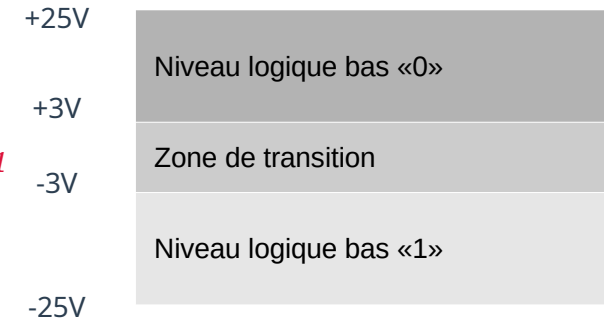 +25V
Niveau logique bas «0»
+3V
Zone de transition
-3V
Niveau logique bas «1»
-25V